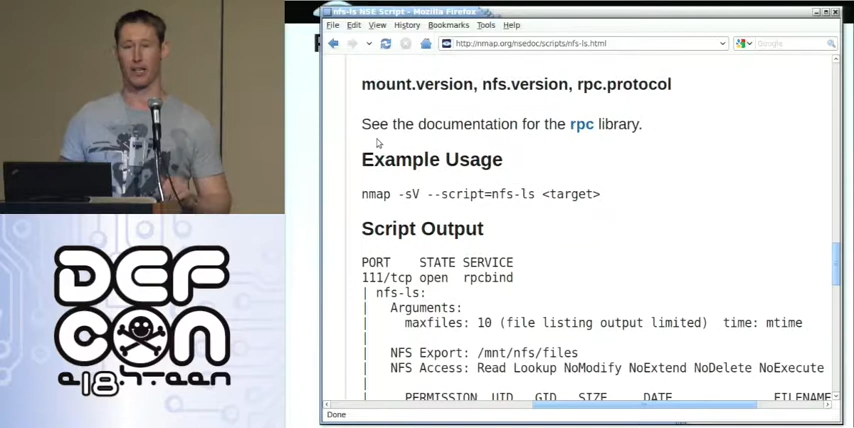 nfs-ls NSE Script - Mozilla Firefox
File Edit View History Bookmarks Tools Help
http://nmap.org/nsedoc/scripts/nfs-ls.html
Google
mount.version, nfs.version, rpc.protocol
See the documentation for the rpc library.
Example Usage
nmap -sV --script=nfs-ls <target>
Script Output
PORT STATE SERVICE
111/tcp open rpcbind
| nfs-ls:
| Arguments:
| maxfiles: 10 (file listing output limited) time: mtime
|
| NFS Export: /mnt/nfs/files
| NFS Access: Read Lookup NoModify NoExtend NoDelete NoExecute
|
| PERMISSION UID GID SIZE DATE FILENAME
Done
DEF
CON
e18hteen